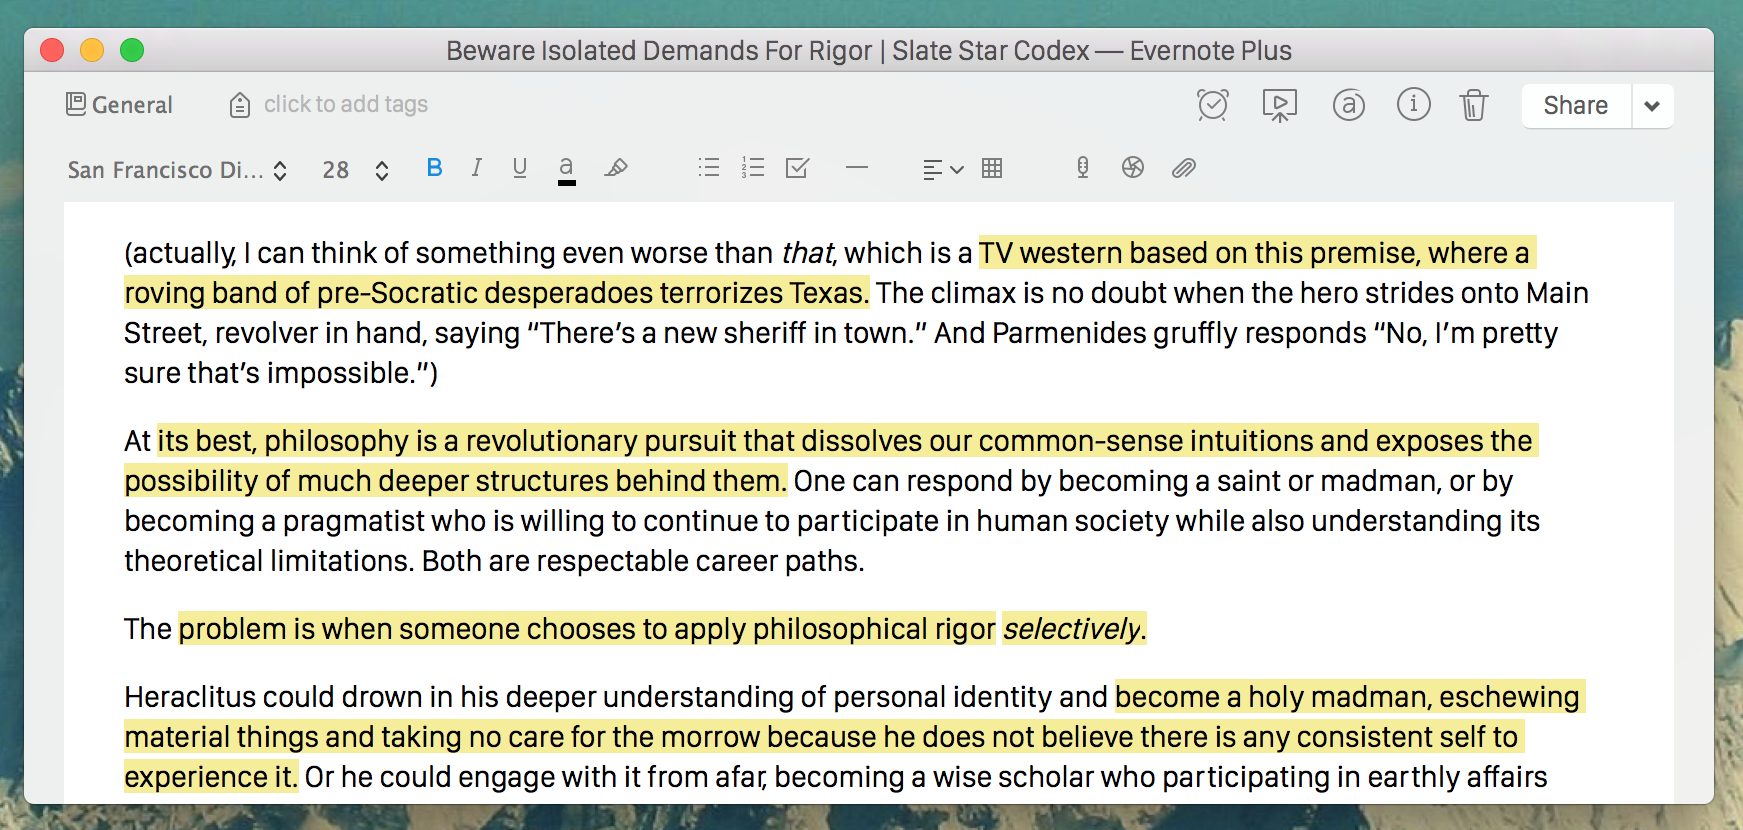 Beware Isolated Demands For Rigor | Slate Star Codex — Evernote Plus
General click to add tags a i Share
San Francisco Di... 28 B I U a
(actually, I can think of something even worse than that, which is a TV western based on this premise, where a
roving band of pre-Socratic desperadoes terrorizes Texas. The climax is no doubt when the hero strides onto Main
Street, revolver in hand, saying “There’s a new sheriff in town.” And Parmenides gruffly responds “No, I’m pretty
sure that’s impossible.”)
At its best, philosophy is a revolutionary pursuit that dissolves our common-sense intuitions and exposes the
possibility of much deeper structures behind them. One can respond by becoming a saint or madman, or by
becoming a pragmatist who is willing to continue to participate in human society while also understanding its
theoretical limitations. Both are respectable career paths.
The problem is when someone chooses to apply philosophical rigor selectively.
Heraclitus could drown in his deeper understanding of personal identity and become a holy madman, eschewing
material things and taking no care for the morrow because he does not believe there is any consistent self to
experience it. Or he could engage with it from afar, becoming a wise scholar who participating in earthly affairs